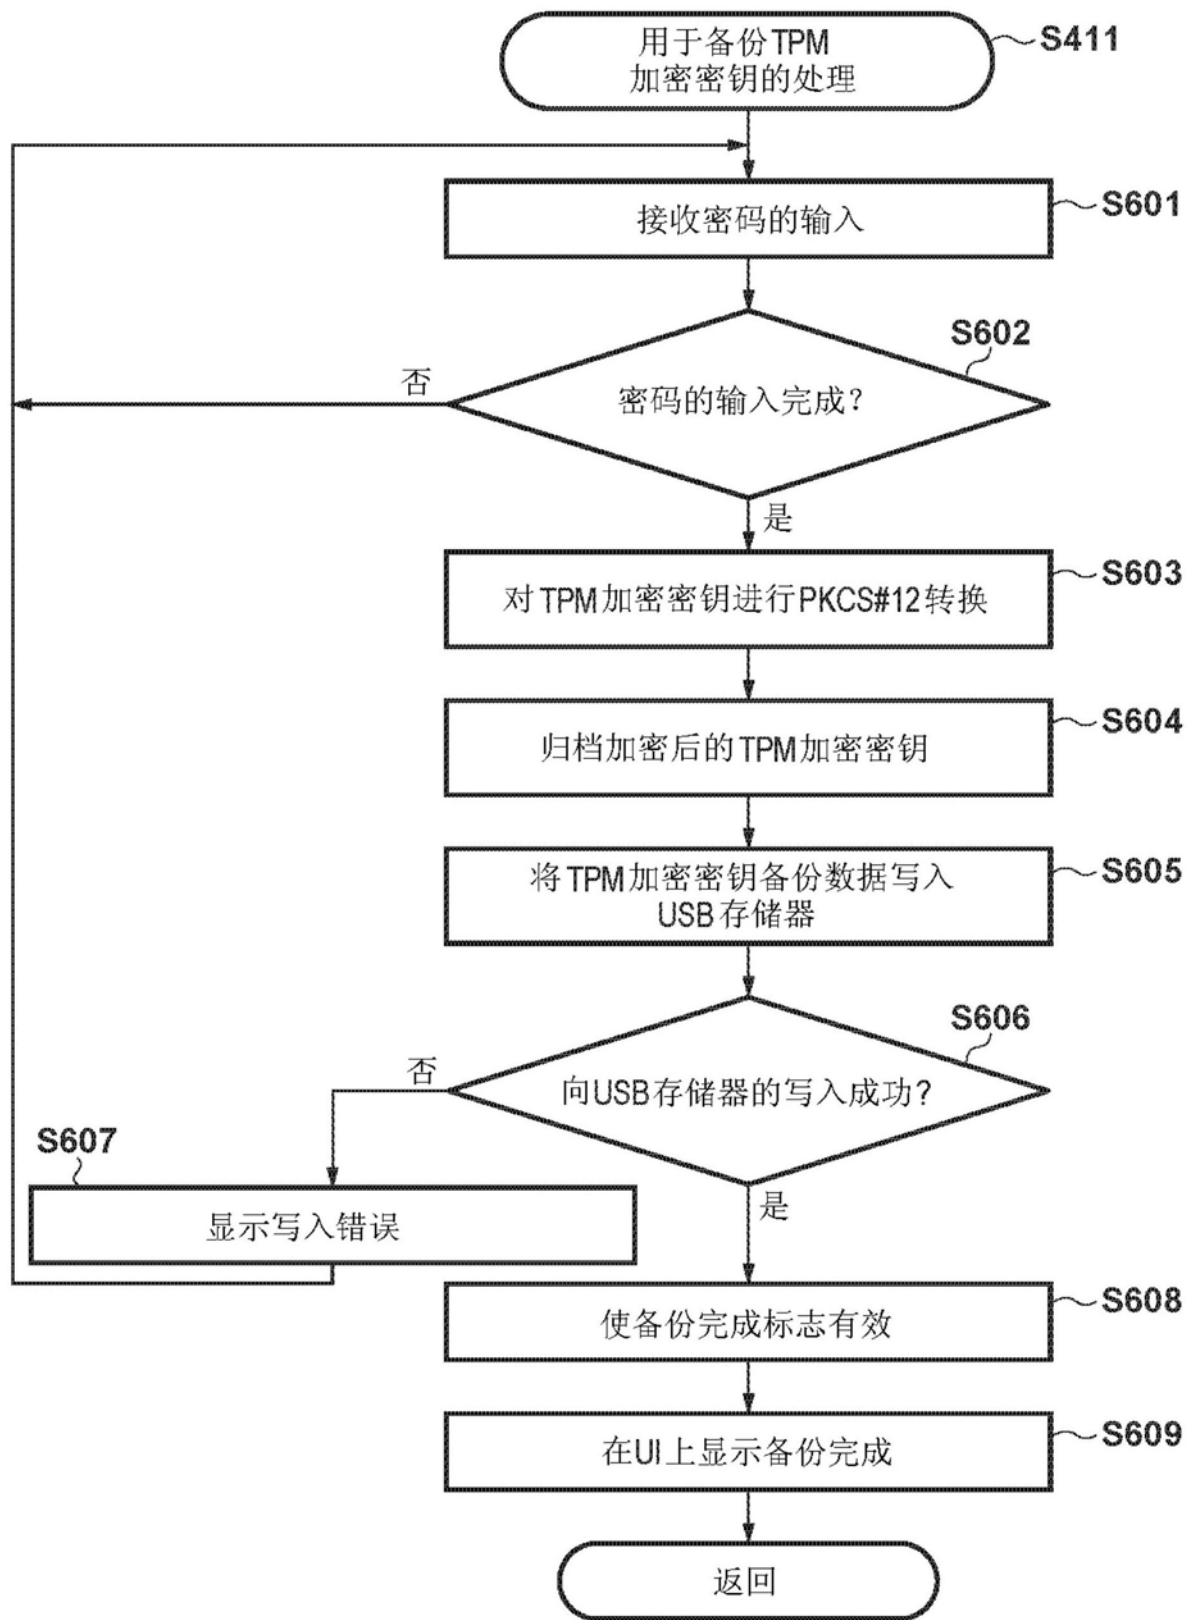 用于备份TPM
加密密钥的处理
S411
接收密码的输入
S601
S602
密码的输入完成?
否
是
对TPM加密密钥进行PKCS#12转换
S603
归档加密后的TPM加密密钥
S604
将TPM加密密钥备份数据写入
USB存储器
S605
S606
向USB存储器的写入成功?
否
是
S607
显示写入错误
使备份完成标志有效
S608
在UI上显示备份完成
S609
返回